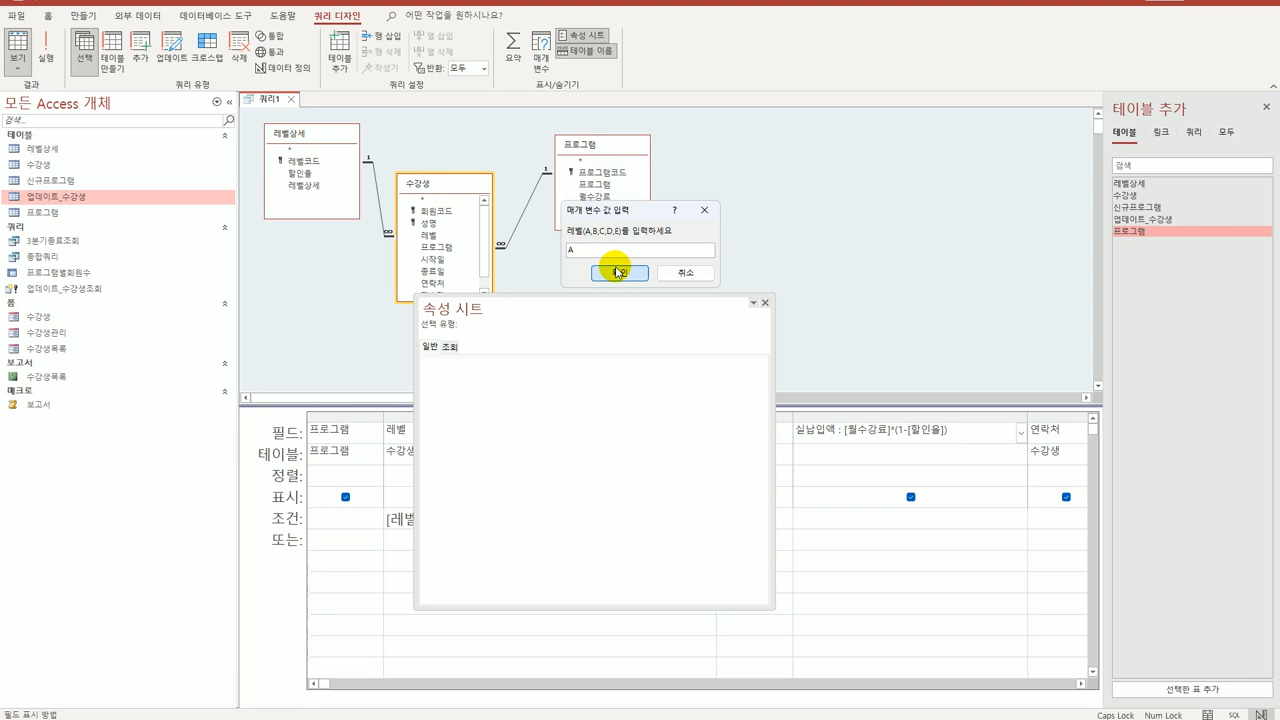 파일 홈 만들기 외부 데이터 데이터베이스 도구 도움말 쿼리 디자인 어떤 작업을 원하시나요?
보기 실행 선택 테이블 만들기 추가 업데이트 크로스탭 삭제 통합 통과 데이터 정의 테이블 추가 행 삽입 행 삭제 작성기 열 삽입 열 삭제 반환: 모두 요약 매개 변수 속성 시트 테이블 이름
결과 쿼리 유형 쿼리 설정 표시/숨기기
모든 Access 개체
검색...
테이블
레벨상세
수강생
신규프로그램
업데이트_수강생
프로그램
쿼리
3분기종료조회
종합쿼리
프로그램별회원수
업데이트_수강생조회
폼
수강생
수강생관리
수강생목록
보고서
수강생목록
매크로
보고서
쿼리1
레벨상세
*
레벨코드
할인율
레벨상세
1
∞
수강생
*
회원코드
성명
레벨
프로그램
시작일
종료일
연락처
∞
1
프로그램
*
프로그램코드
프로그램
월수강료
매개 변수 값 입력 ?
레벨(A,B,C,D,E)를 입력하세요
A
취소
속성 시트
선택 유형:
일반 조회
필드: 프로그램 레벨 실납입액 : [월수강료]*(1-[할인율]) 연락처
테이블: 프로그램 수강생 수강생
정렬:
표시:
조건: [레벨
또는:
테이블 추가
테이블 링크 쿼리 모두
검색
레벨상세
수강생
신규프로그램
업데이트_수강생
프로그램
선택한 표 추가
필드 표시 방법
Caps Lock Num Lock SQL